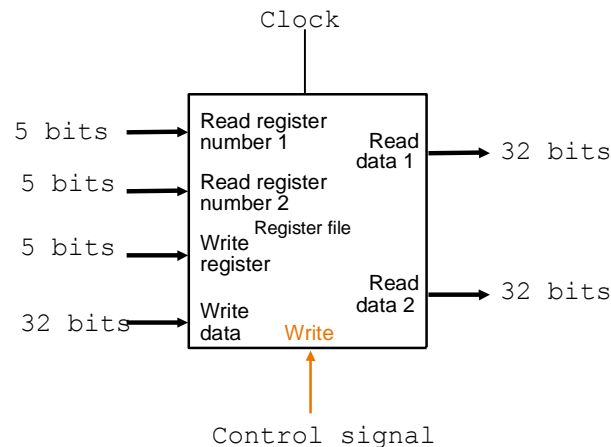 Clock
5 bits
Read register
number 1
Read
data 1
32 bits
5 bits
Read register
number 2
Register file
5 bits
Write
register
Read
data 2
32 bits
32 bits
Write
data
Write
Control signal